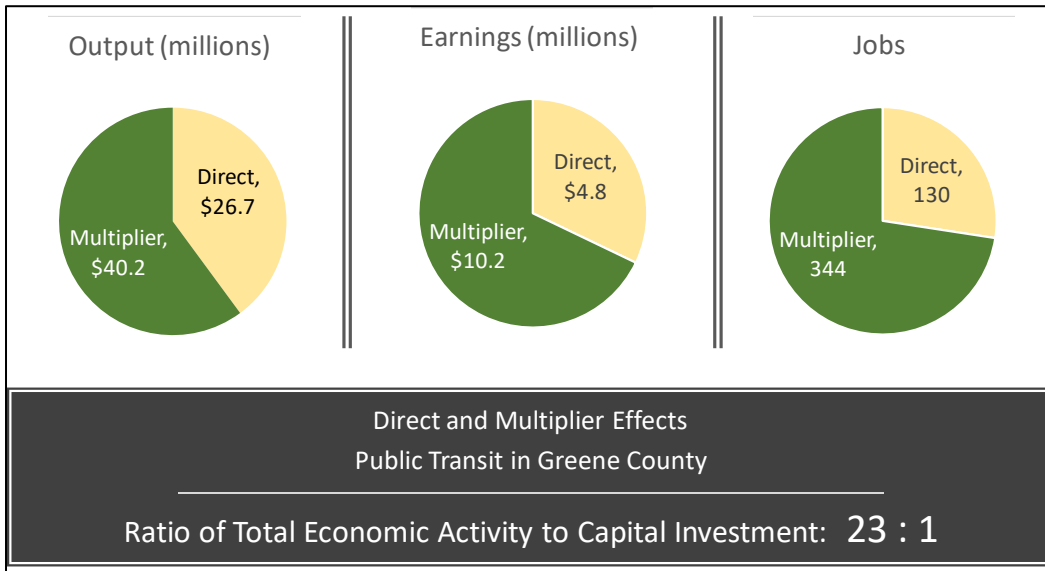 Output (millions)
Direct,
$26.7
Multiplier,
$40.2
Earnings (millions)
Direct,
$4.8
Multiplier,
$10.2
Jobs
Direct,
130
Multiplier,
344
Direct and Multiplier Effects
Public Transit in Greene County
Ratio of Total Economic Activity to Capital Investment: 23 : 1